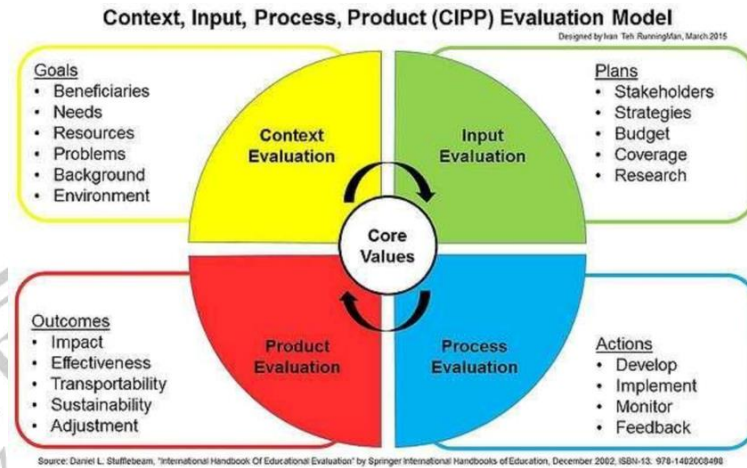 Context, Input, Process, Product (CIPP) Evaluation Model
Designed by Ivan Teh RunningMan, March 2015
Goals
• Beneficiaries
• Needs
• Resources
• Problems
• Background
• Environment
Context
Evaluation
Input
Evaluation
Plans
• Stakeholders
• Strategies
• Budget
• Coverage
• Research
Core
Values
Outcomes
• Impact
• Effectiveness
• Transportability
• Sustainability
• Adjustment
Product
Evaluation
Process
Evaluation
Actions
• Develop
• Implement
• Monitor
• Feedback
Source: Daniel L. Stufflebeam, "International Handbook Of Educational Evaluation" by Springer International Handbooks of Education, December 2002, ISBN-13: 978-1402008498